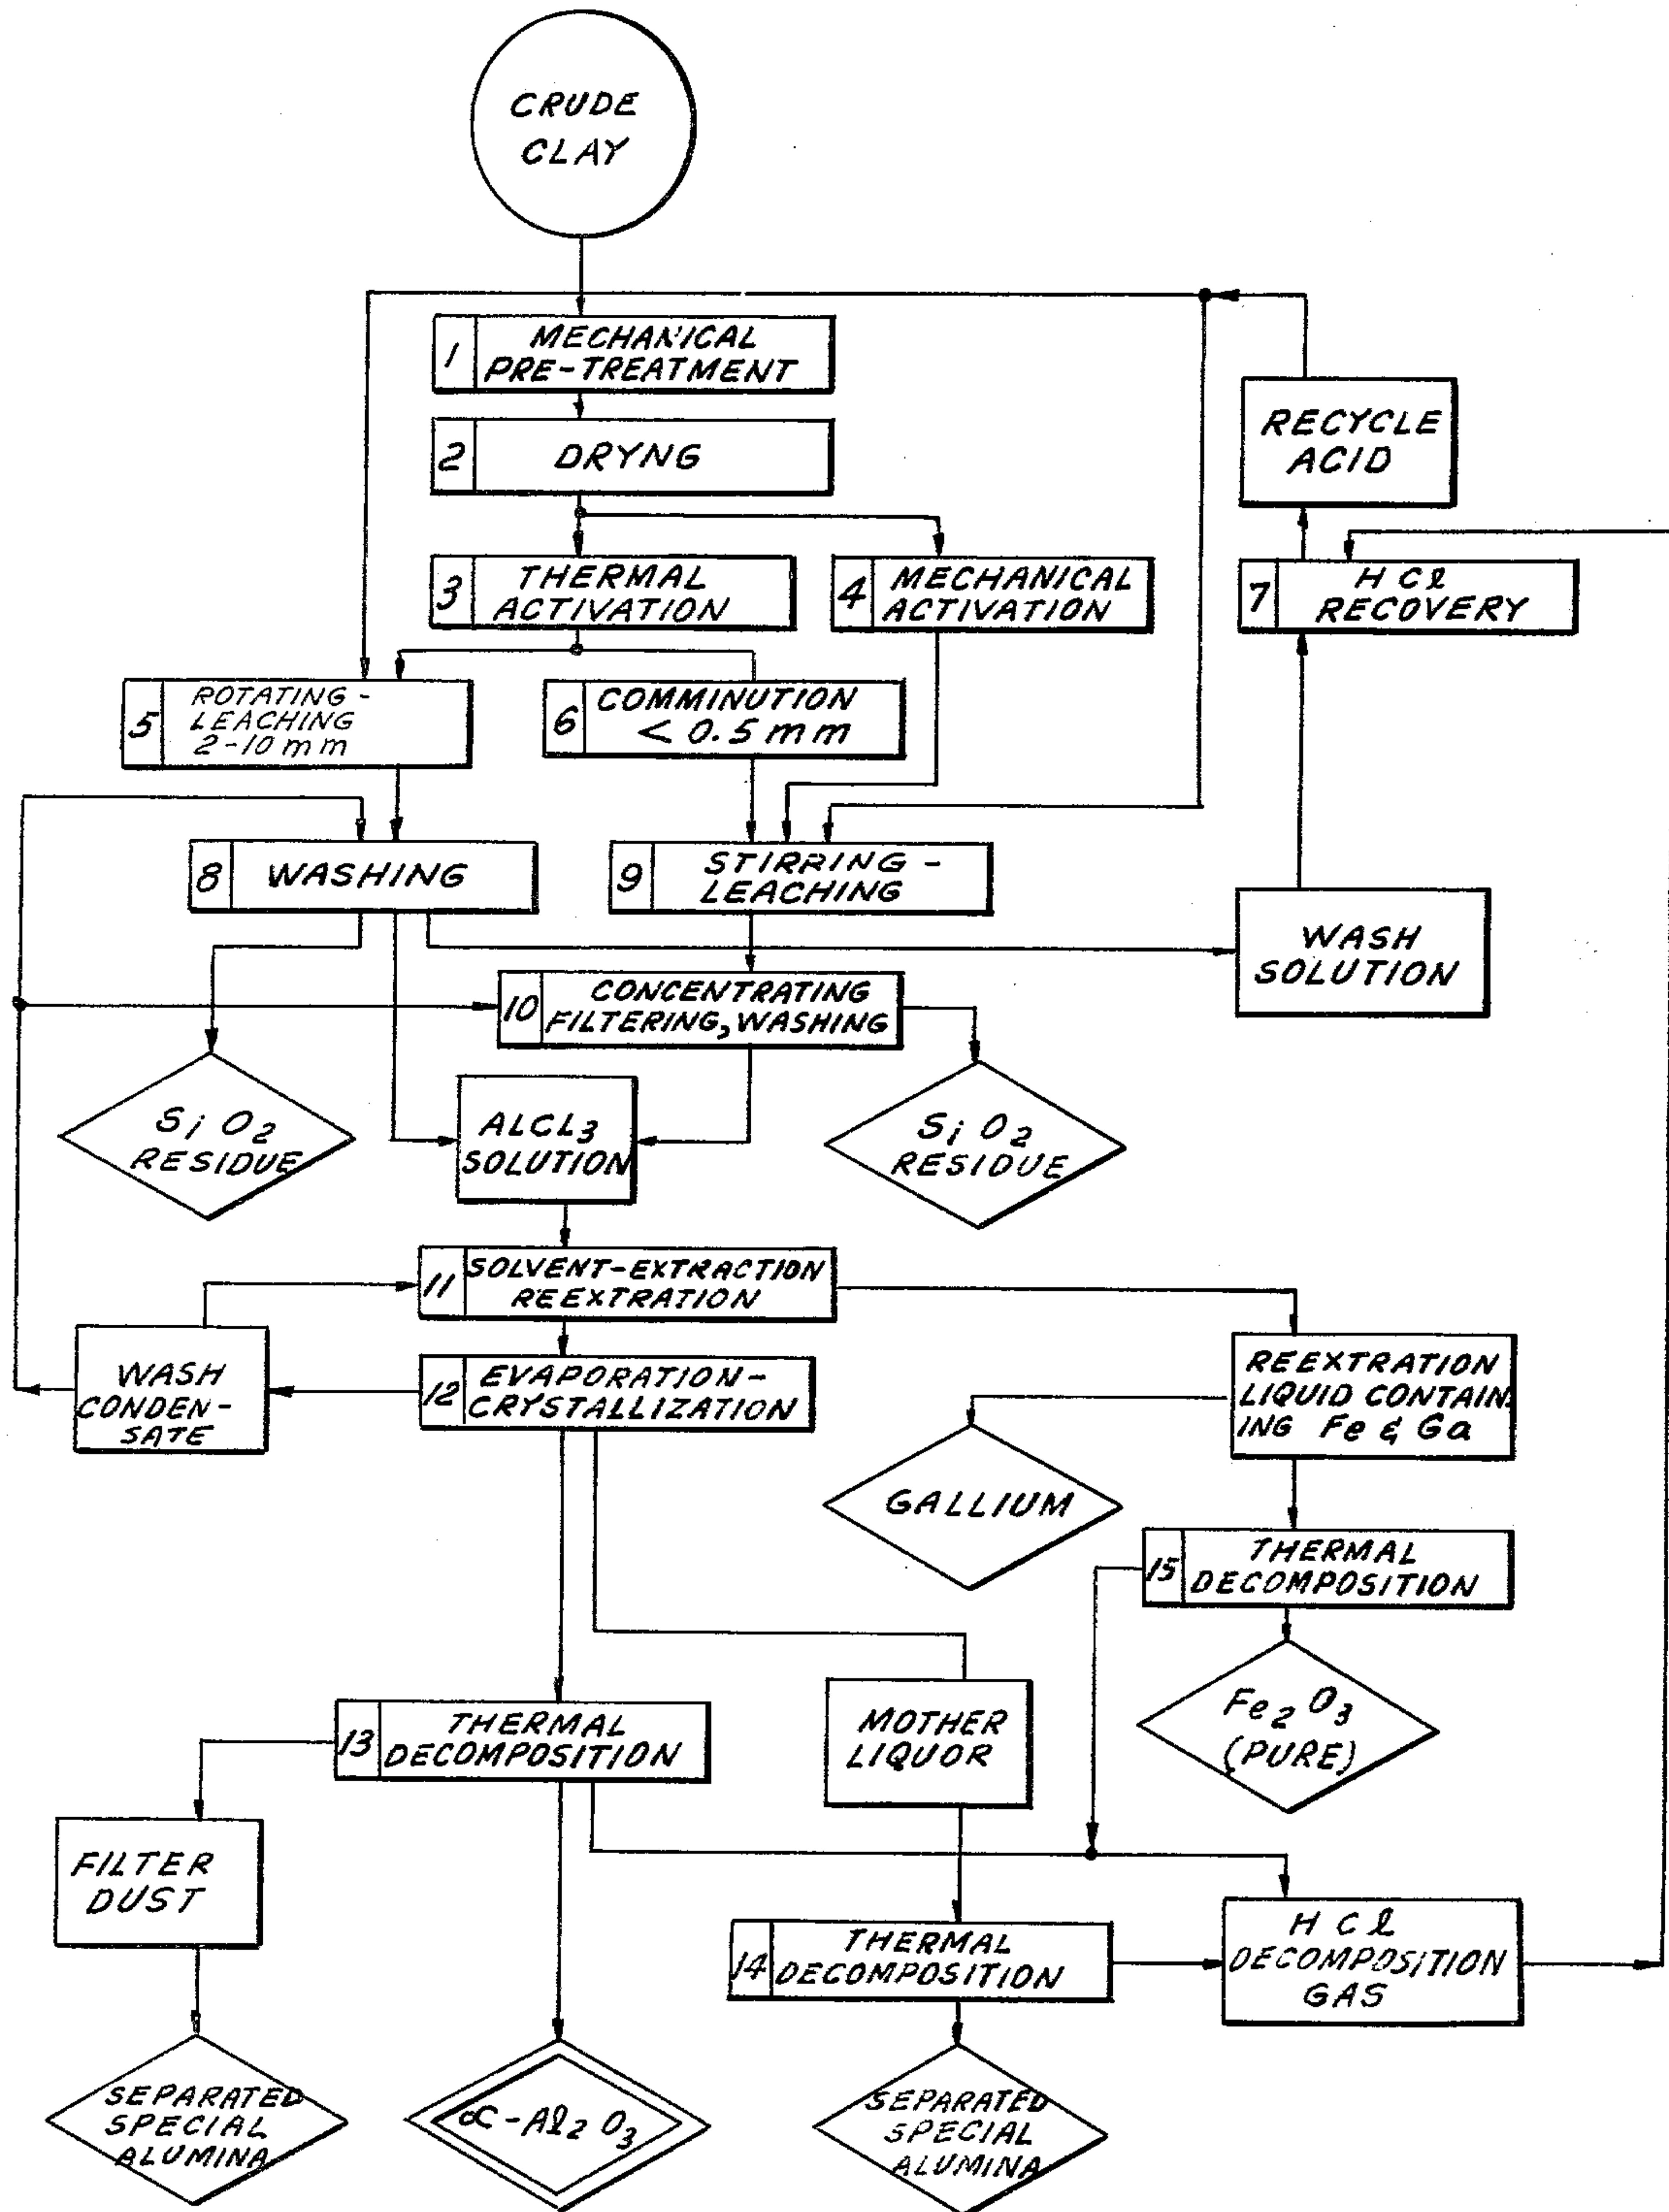 CRUDE
CLAY
1 MECHANICAL
PRE-TREATMENT
2 DRYNG
RECYCLE
ACID
3 THERMAL
ACTIVATION
4 MECHANICAL
ACTIVATION
7 HCl
RECOVERY
5 ROTATING-
LEACHING
2-10 mm
6 COMMINUTION
< 0.5 mm
8 WASHING
9 STIRRING-
LEACHING
WASH
SOLUTION
10 CONCENTRATING
FILTERING, WASHING
SiO2
RESIDUE
ALCL3
SOLUTION
SiO2
RESIDUE
11 SOLVENT-EXTRACTION
REEXTRATION
WASH
CONDEN-
SATE
12 EVAPORATION-
CRYSTALLIZATION
REEXTRATION
LIQUID CONTAIN-
ING Fe & Ga
GALLIUM
15 THERMAL
DECOMPOSITION
Fe2O3
(PURE)
13 THERMAL
DECOMPOSITION
MOTHER
LIQUOR
FILTER
DUST
14 THERMAL
DECOMPOSITION
HCl
DECOMPOSITION
GAS
SEPARATED
SPECIAL
ALUMINA
∝-Al2O3
SEPARATED
SPECIAL
ALUMINA